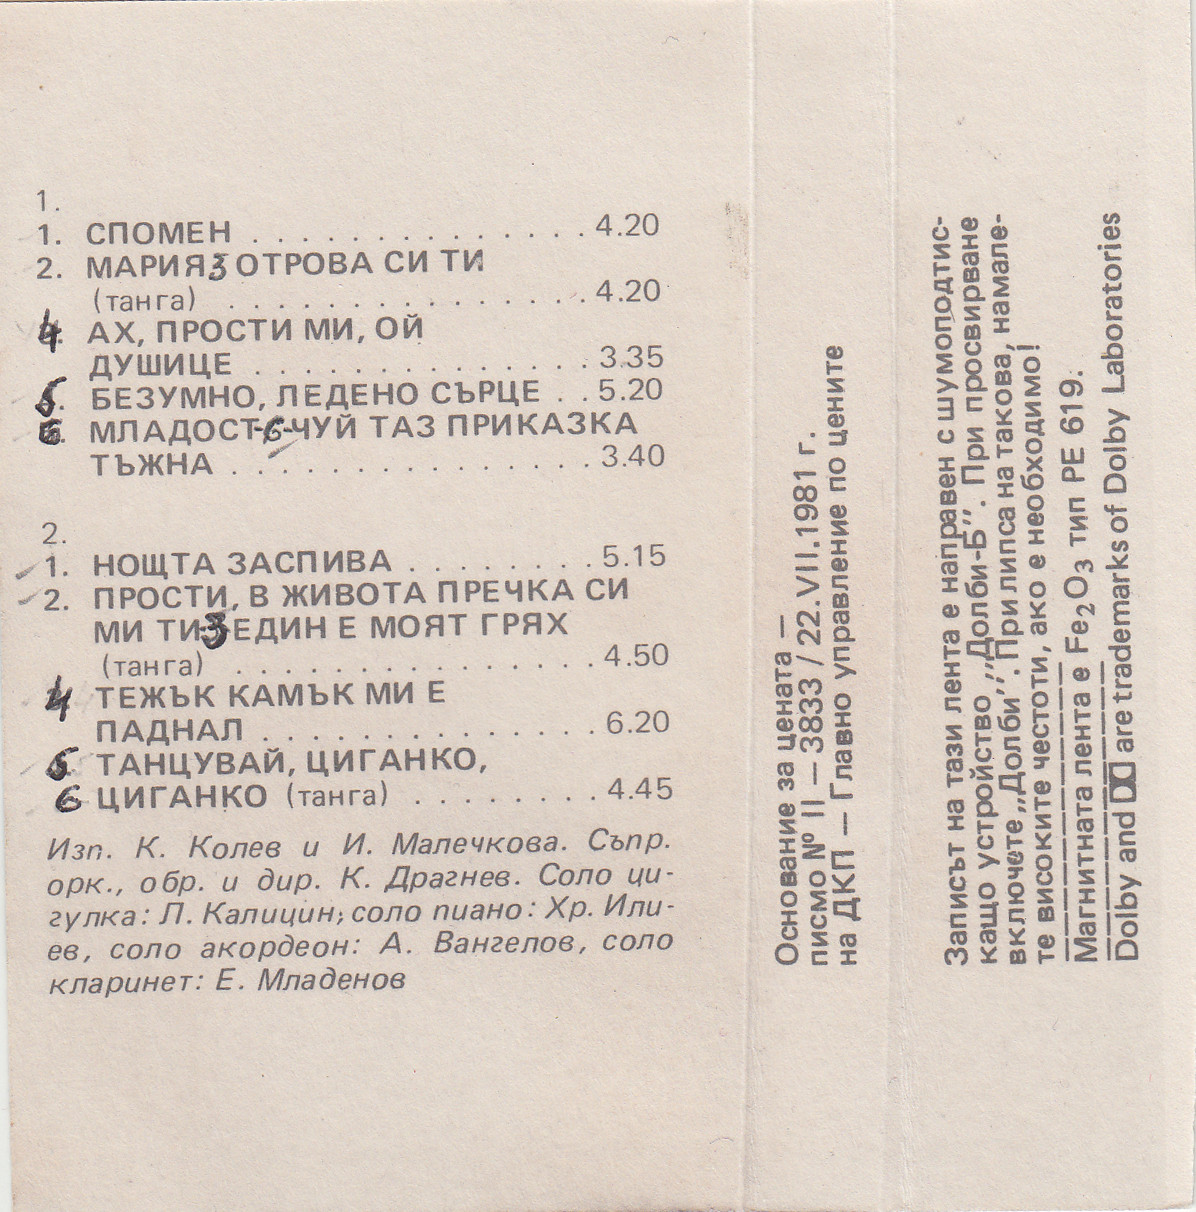 1.
1. СПОМЕН . . . . . . . . . . . . . . . 4.20
2. МАРИЯ 3 ОТРОВА СИ ТИ
(танга) . . . . . . . . . . . . . . . . 4.20
4 АХ, ПРОСТИ МИ, ОЙ
ДУШИЦЕ . . . . . . . . . . . . . . . 3.35
5. БЕЗУМНО, ЛЕДЕНО СЪРЦЕ . . 5.20
6. МЛАДОСТ-6-ЧУЙ ТАЗ ПРИКАЗКА
ТЪЖНА . . . . . . . . . . . . . . . . 3.40
2.
1. НОЩТА ЗАСПИВА . . . . . . . . . 5.15
2. ПРОСТИ, В ЖИВОТА ПРЕЧКА СИ
МИ ТИ-3-ЕДИН Е МОЯТ ГРЯХ
(танга) . . . . . . . . . . . . . . . . 4.50
4 ТЕЖЪК КАМЪК МИ Е
ПАДНАЛ . . . . . . . . . . . . . . . 6.20
5. ТАНЦУВАЙ, ЦИГАНКО,
6 ЦИГАНКО (танга) . . . . . . . . 4.45
Изп. К. Колев и И. Малечкова. Съпр.
орк., обр. и дир. К. Драгнев. Соло ци-
гулка: Л. Калицин; соло пиано: Хр. Или-
ев, соло акордеон: А. Вангелов, соло
кларинет: Е. Младенов
Основание за цената —
писмо № II — 3833 / 22.VII.1981 г.
на ДКП — Главно управление по цените
Записът на тази лента е направен с шумоподтис-
кащо устройство „Долби-Б”. При просвирване
включете „Долби”. При липса на такова, намале-
те високите честоти, ако е необходимо!
Магнитната лента е Fe2O3 тип PE 619.
Dolby and are trademarks of Dolby Laboratories